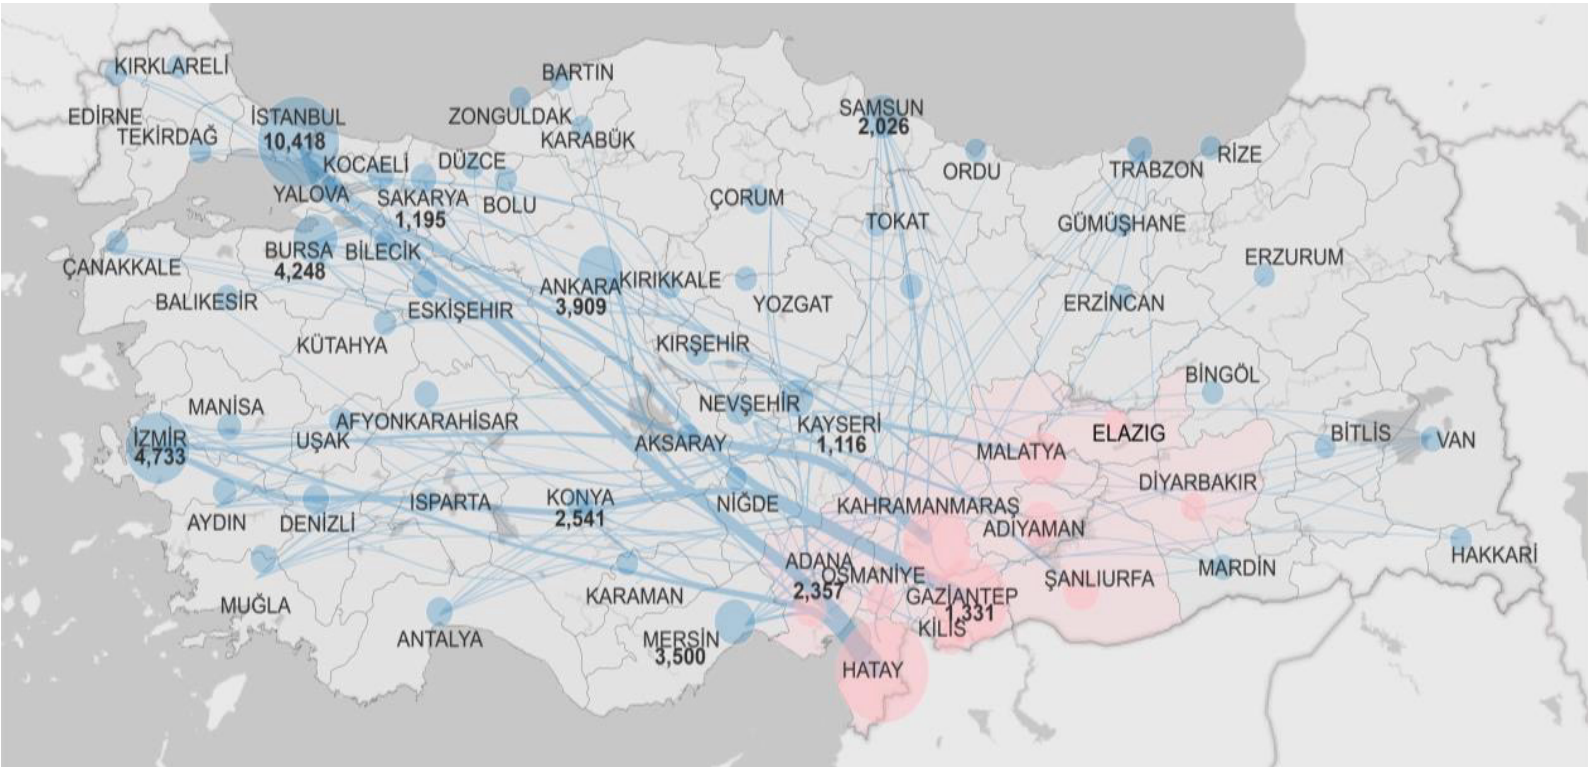 KIRKLARELİ
BARTIN
EDİRNE
İSTANBUL
10,418
ZONGULDAK
SAMSUN
2,026
TEKİRDAĞ
KARABÜK
KOCAELİ
DÜZCE
RİZE
ORDU
TRABZON
YALOVA
SAKARYA
1,195
BOLU
ÇORUM
TOKAT
GÜMÜŞHANE
BURSA
4,248
BİLECİK
ERZURUM
ÇANAKKALE
ANKARA
3,909
KIRIKKALE
BALIKESİR
ESKİŞEHIR
YOZGAT
ERZİNCAN
KÜTAHYA
KIRŞEHİR
BİNGÖL
MANİSA
NEVŞEHİR
AFYONKARAHİSAR
KAYSERİ
1,116
ELAZIG
BİTLİS
VAN
İZMİR
4,733
UŞAK
AKSARAY
MALATYA
DİYARBAKIR
ISPARTA
KONYA
2,541
NİĞDE
KAHRAMANMARAŞ
AYDIN
DENİZLİ
ADIYAMAN
HAKKARİ
ADANA
2,357
OSMANİYE
ŞANLIURFA
MARDİN
MUĞLA
KARAMAN
GAZİANTEP
1,331
KİLİS
ANTALYA
MERSİN
3,500
HATAY